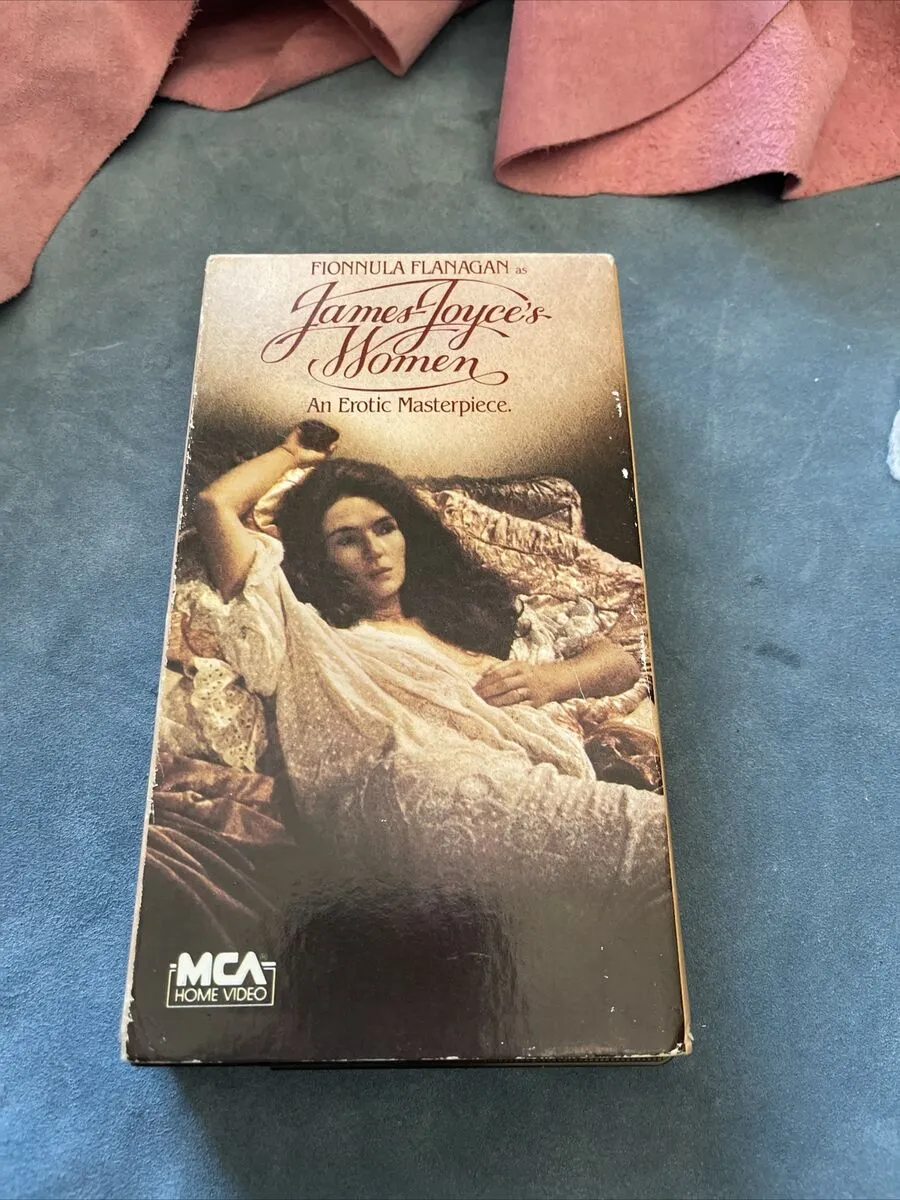 FIONNULA FLANAGAN as
James Joyce's
Women
An Erotic Masterpiece.
MCA®
HOME VIDEO